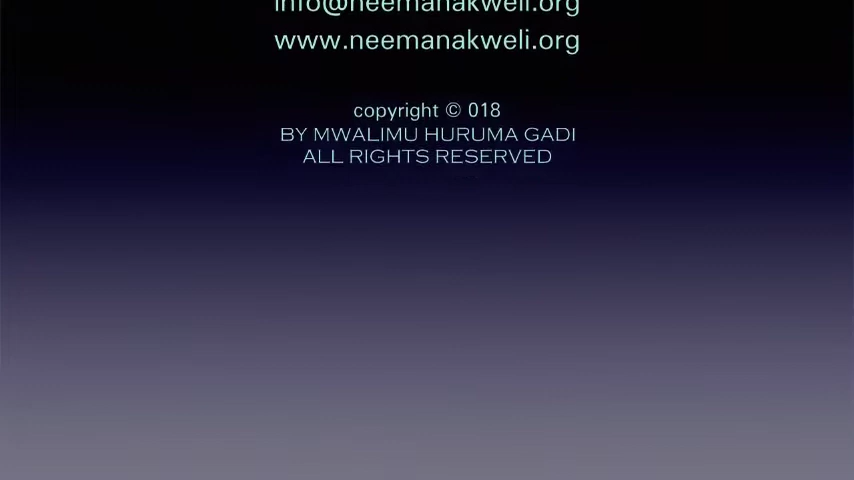 info@neemanakweli.org
www.neemanakweli.org
copyright © 018
BY MWALIMU HURUMA GADI
ALL RIGHTS RESERVED